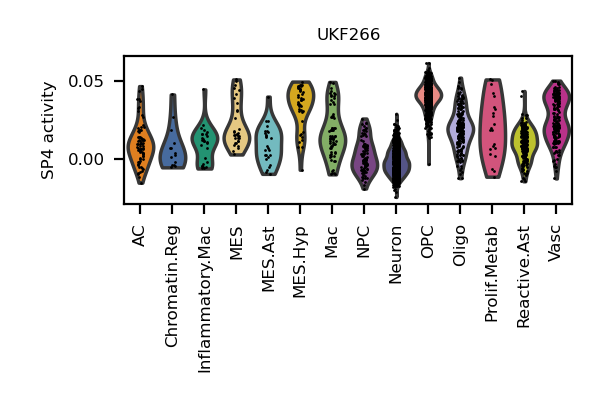 UKF266
SP4 activity
0.05
0.00
AC
Chromatin.Reg
Inflammatory.Mac
MES
MES.Ast
MES.Hyp
Mac
NPC
Neuron
OPC
Oligo
Prolif.Metab
Reactive.Ast
Vasc